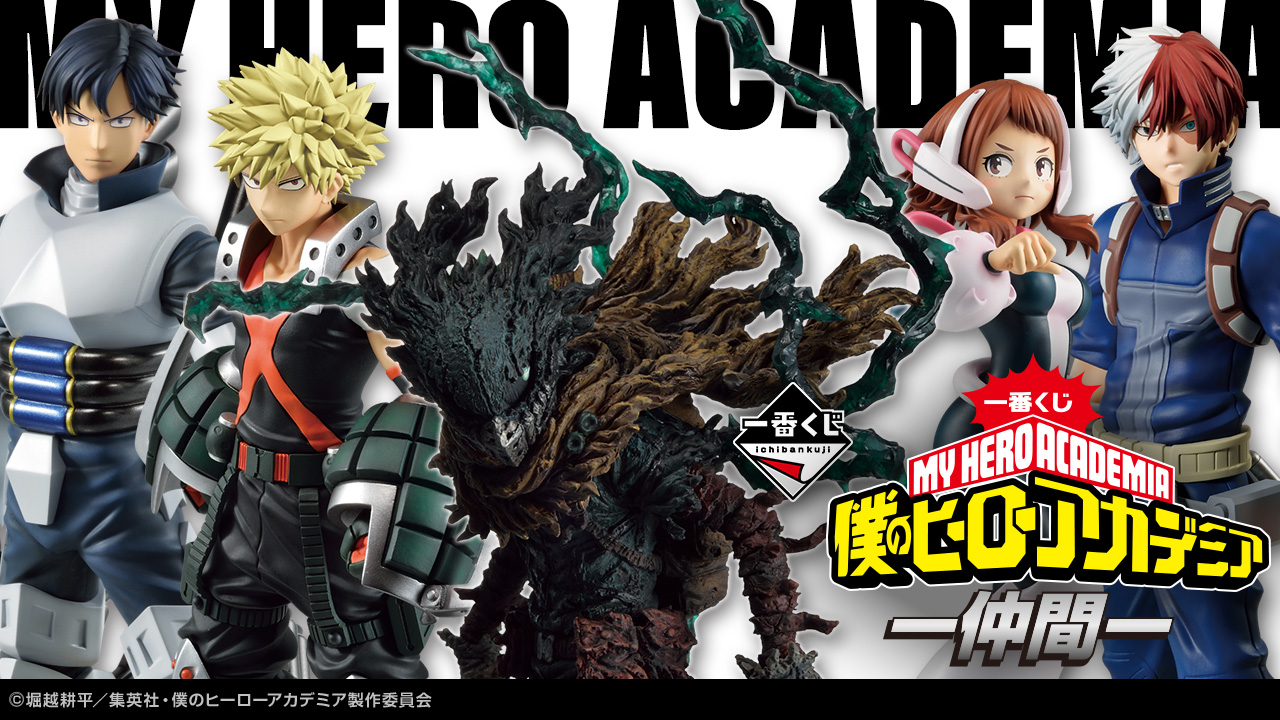 MY HERO ACADEMIA
一番くじ
ichibankuji
一番くじ
MY HERO ACADEMIA
僕のヒーローアカデミア
―仲間―
©堀越耕平／集英社・僕のヒーローアカデミア製作委員会